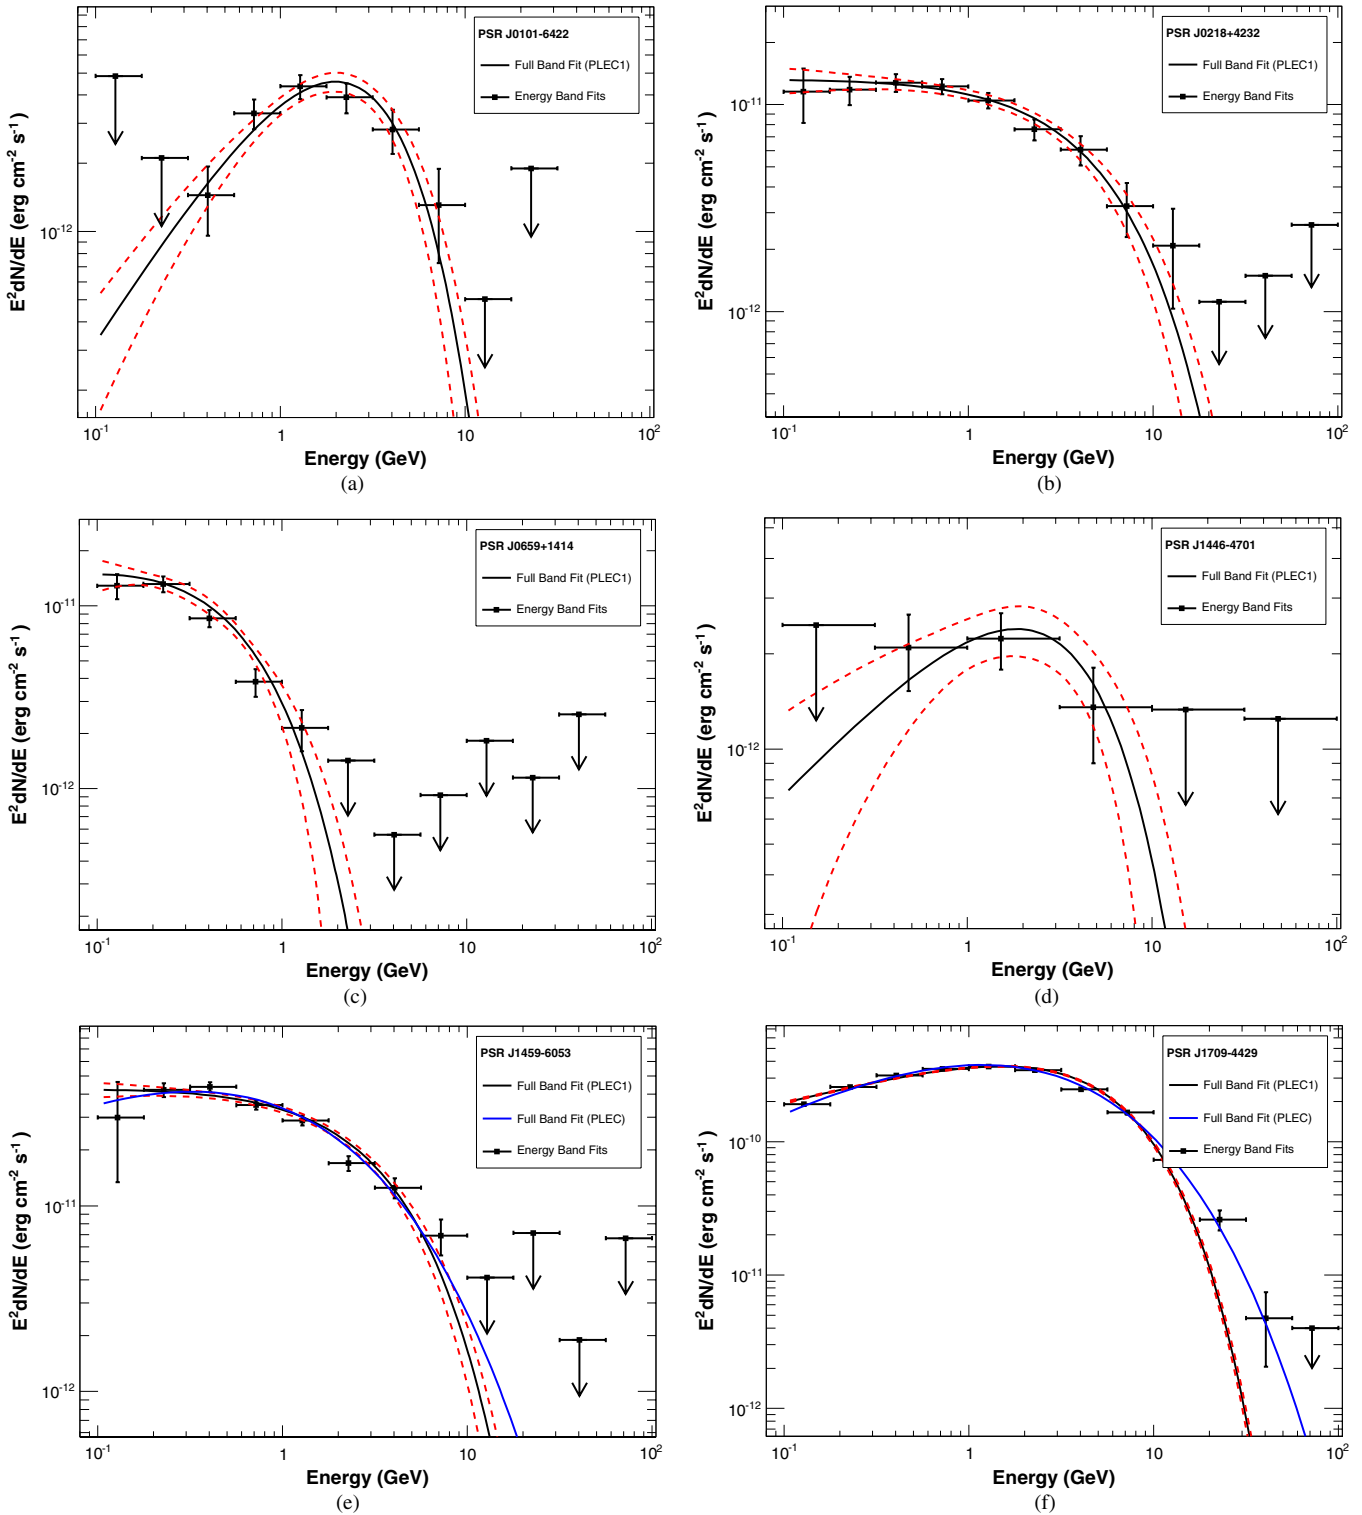 PSR J0101-6422
Full Band Fit (PLEC1)
Energy Band Fits
E²dN/dE (erg cm⁻² s⁻¹)
10⁻¹²
10⁻¹ 1 10 10²
Energy (GeV)
(a)
PSR J0218+4232
Full Band Fit (PLEC1)
Energy Band Fits
E²dN/dE (erg cm⁻² s⁻¹)
10⁻¹¹
10⁻¹²
10⁻¹ 1 10 10²
Energy (GeV)
(b)
PSR J0659+1414
Full Band Fit (PLEC1)
Energy Band Fits
E²dN/dE (erg cm⁻² s⁻¹)
10⁻¹¹
10⁻¹²
10⁻¹ 1 10 10²
Energy (GeV)
(c)
PSR J1446-4701
Full Band Fit (PLEC1)
Energy Band Fits
E²dN/dE (erg cm⁻² s⁻¹)
10⁻¹²
10⁻¹ 1 10 10²
Energy (GeV)
(d)
PSR J1459-6053
Full Band Fit (PLEC1)
Full Band Fit (PLEC)
Energy Band Fits
E²dN/dE (erg cm⁻² s⁻¹)
10⁻¹¹
10⁻¹²
10⁻¹ 1 10 10²
Energy (GeV)
(e)
PSR J1709-4429
Full Band Fit (PLEC1)
Full Band Fit (PLEC)
Energy Band Fits
E²dN/dE (erg cm⁻² s⁻¹)
10⁻¹⁰
10⁻¹¹
10⁻¹²
10⁻¹ 1 10 10²
Energy (GeV)
(f)